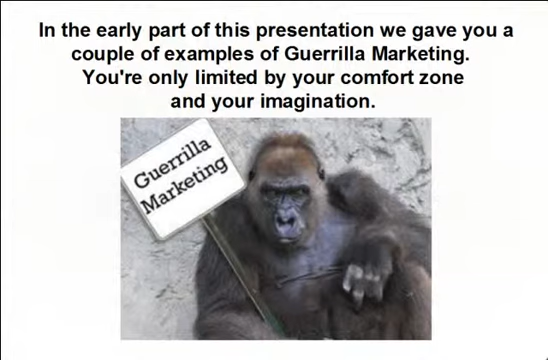 In the early part of this presentation we gave you a
couple of examples of Guerrilla Marketing.
You're only limited by your comfort zone
and your imagination.
Guerrilla
Marketing